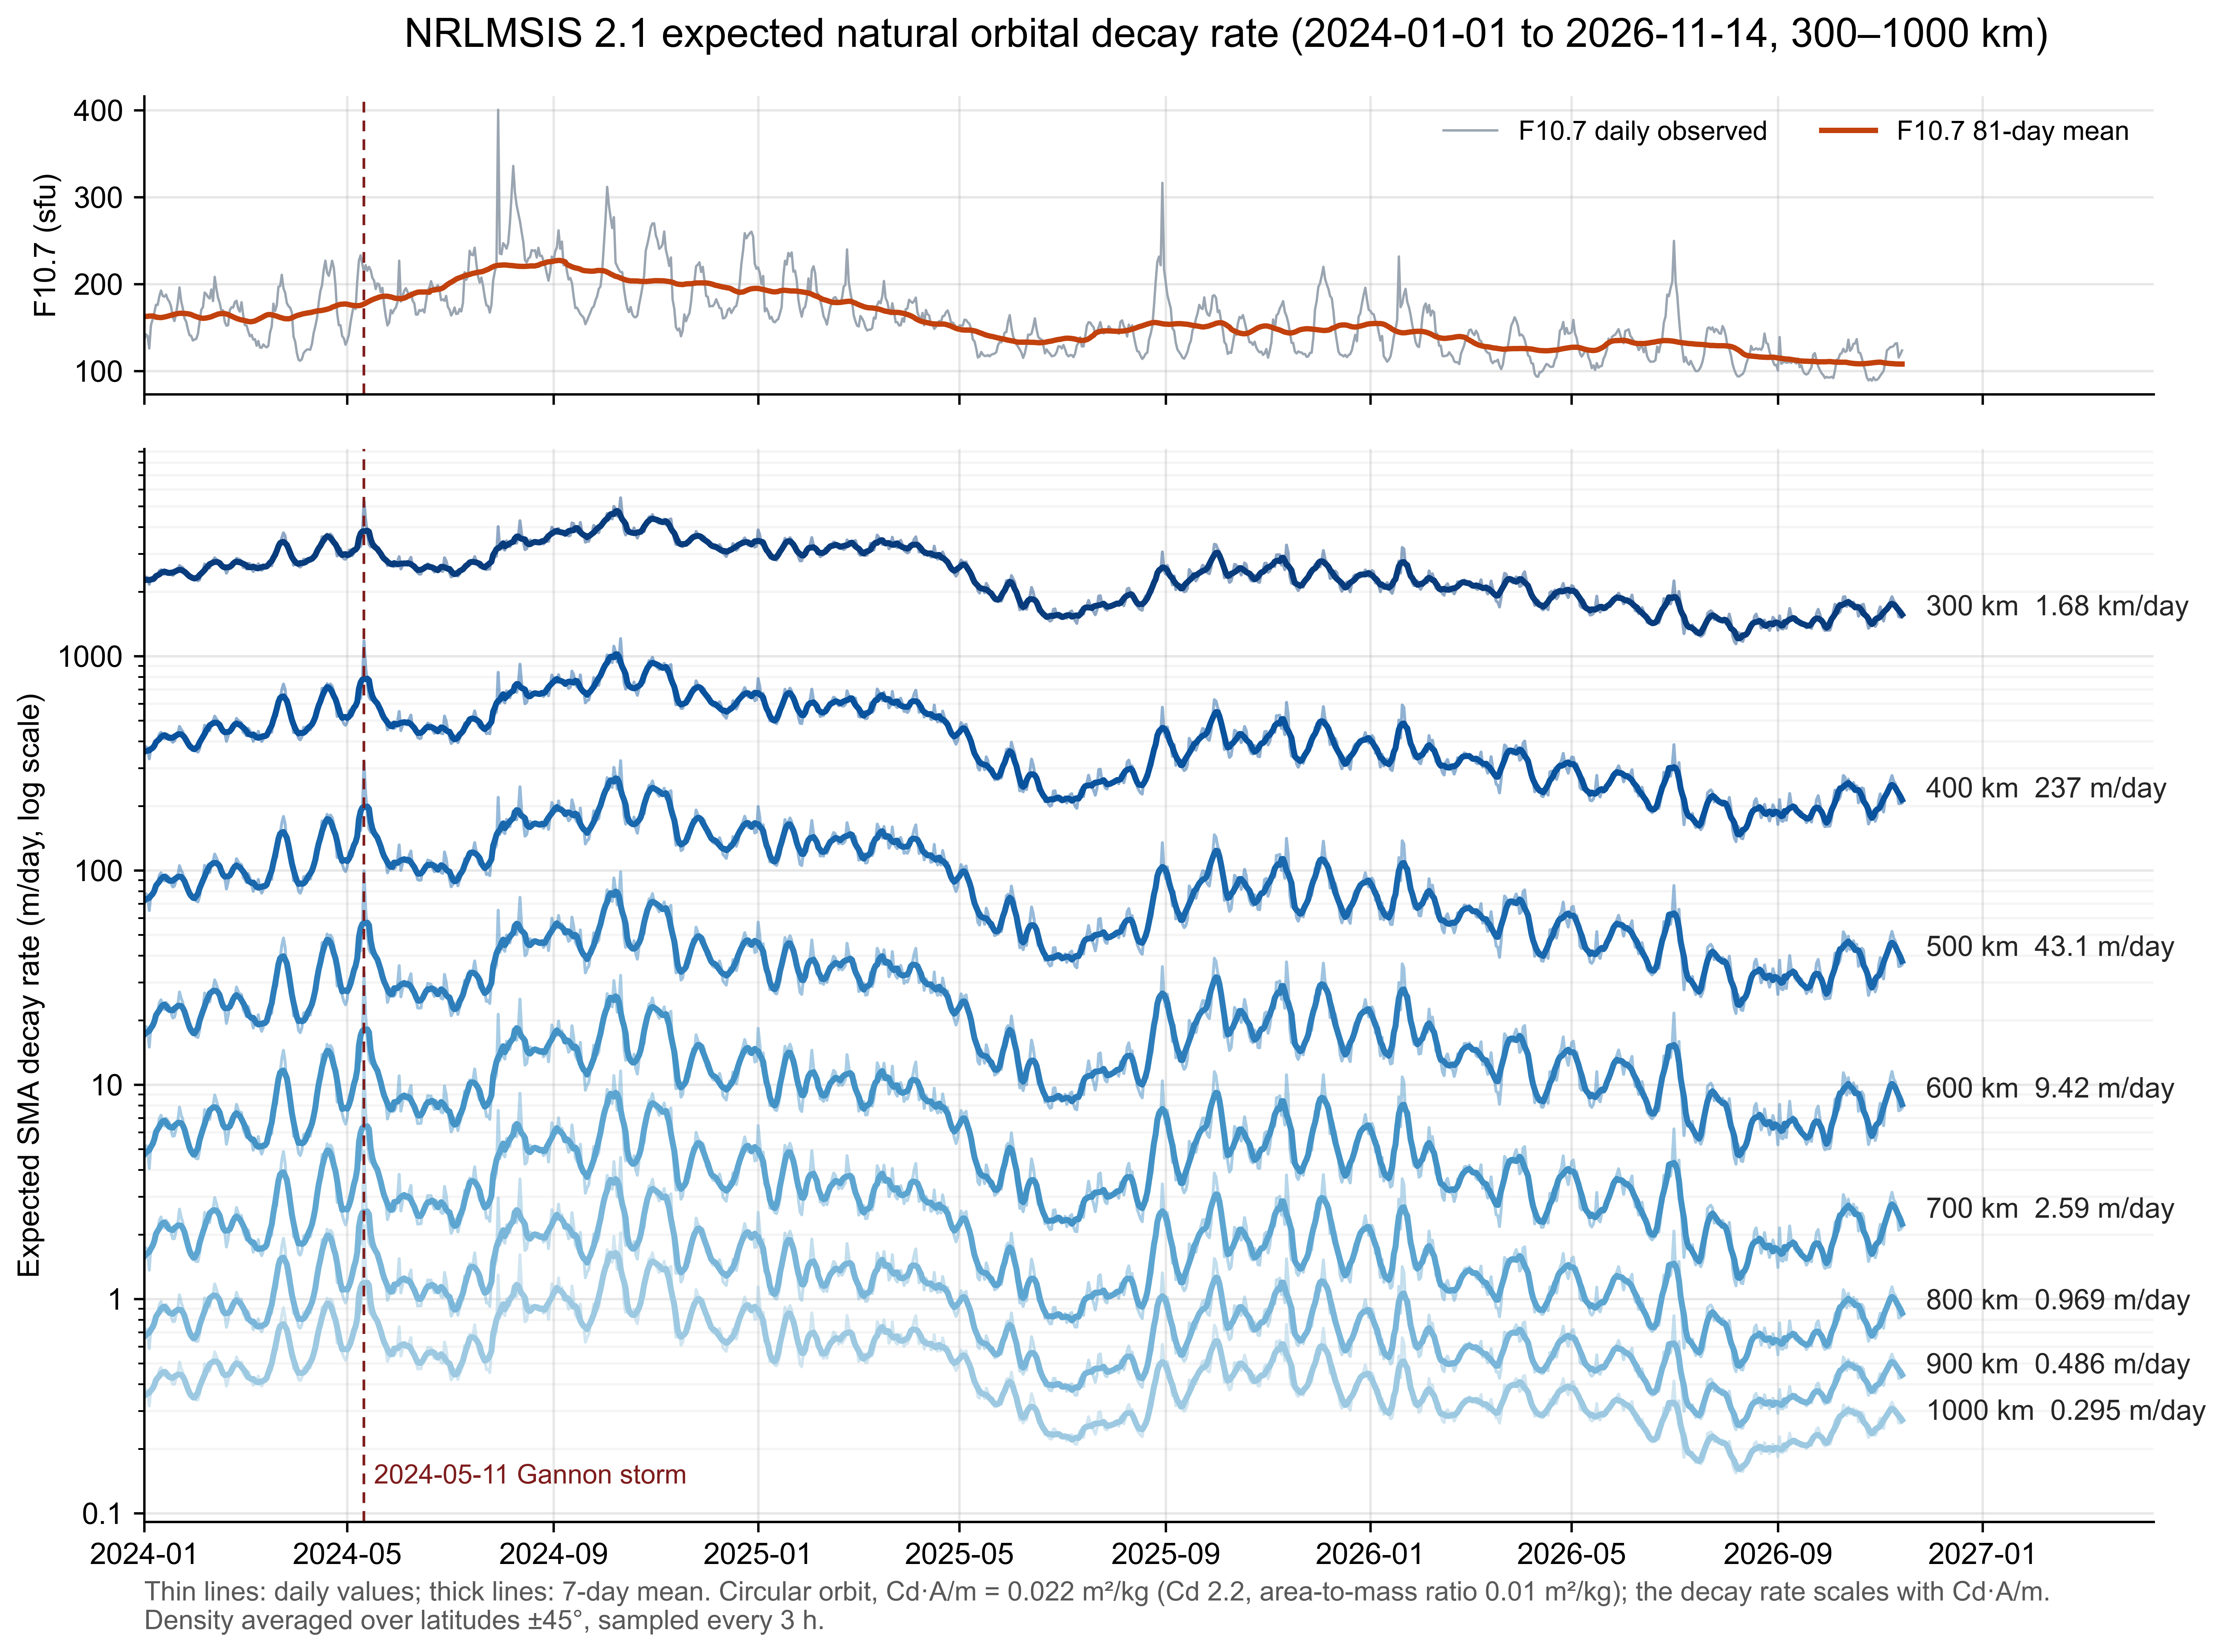 NRLMSIS 2.1 expected natural orbital decay rate (2024-01-01 to 2026-11-14, 300–1000 km)
F10.7 (sfu)
400
300
200
100
F10.7 daily observed
F10.7 81-day mean
Expected SMA decay rate (m/day, log scale)
1000
100
10
1
0.1
300 km 1.68 km/day
400 km 237 m/day
500 km 43.1 m/day
600 km 9.42 m/day
700 km 2.59 m/day
800 km 0.969 m/day
900 km 0.486 m/day
1000 km 0.295 m/day
2024-05-11 Gannon storm
2024-01
2024-05
2024-09
2025-01
2025-05
2025-09
2026-01
2026-05
2026-09
2027-01
Thin lines: daily values; thick lines: 7-day mean. Circular orbit, Cd·A/m = 0.022 m²/kg (Cd 2.2, area-to-mass ratio 0.01 m²/kg); the decay rate scales with Cd·A/m.
Density averaged over latitudes ±45°, sampled every 3 h.